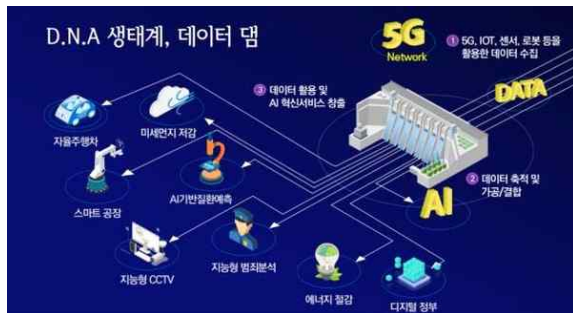 D.N.A 생태계, 데이터 댐
5G
Network
① 5G, IOT, 센서, 로봇 등을
활용한 데이터 수집
DATA
③ 데이터 활용 및
AI 혁신서비스 창출
② 데이터 축적 및
가공/결합
AI
자율주행차
미세먼지 저감
스마트 공장
AI기반질환예측
지능형 CCTV
지능형 범죄분석
에너지 절감
디지털 정부